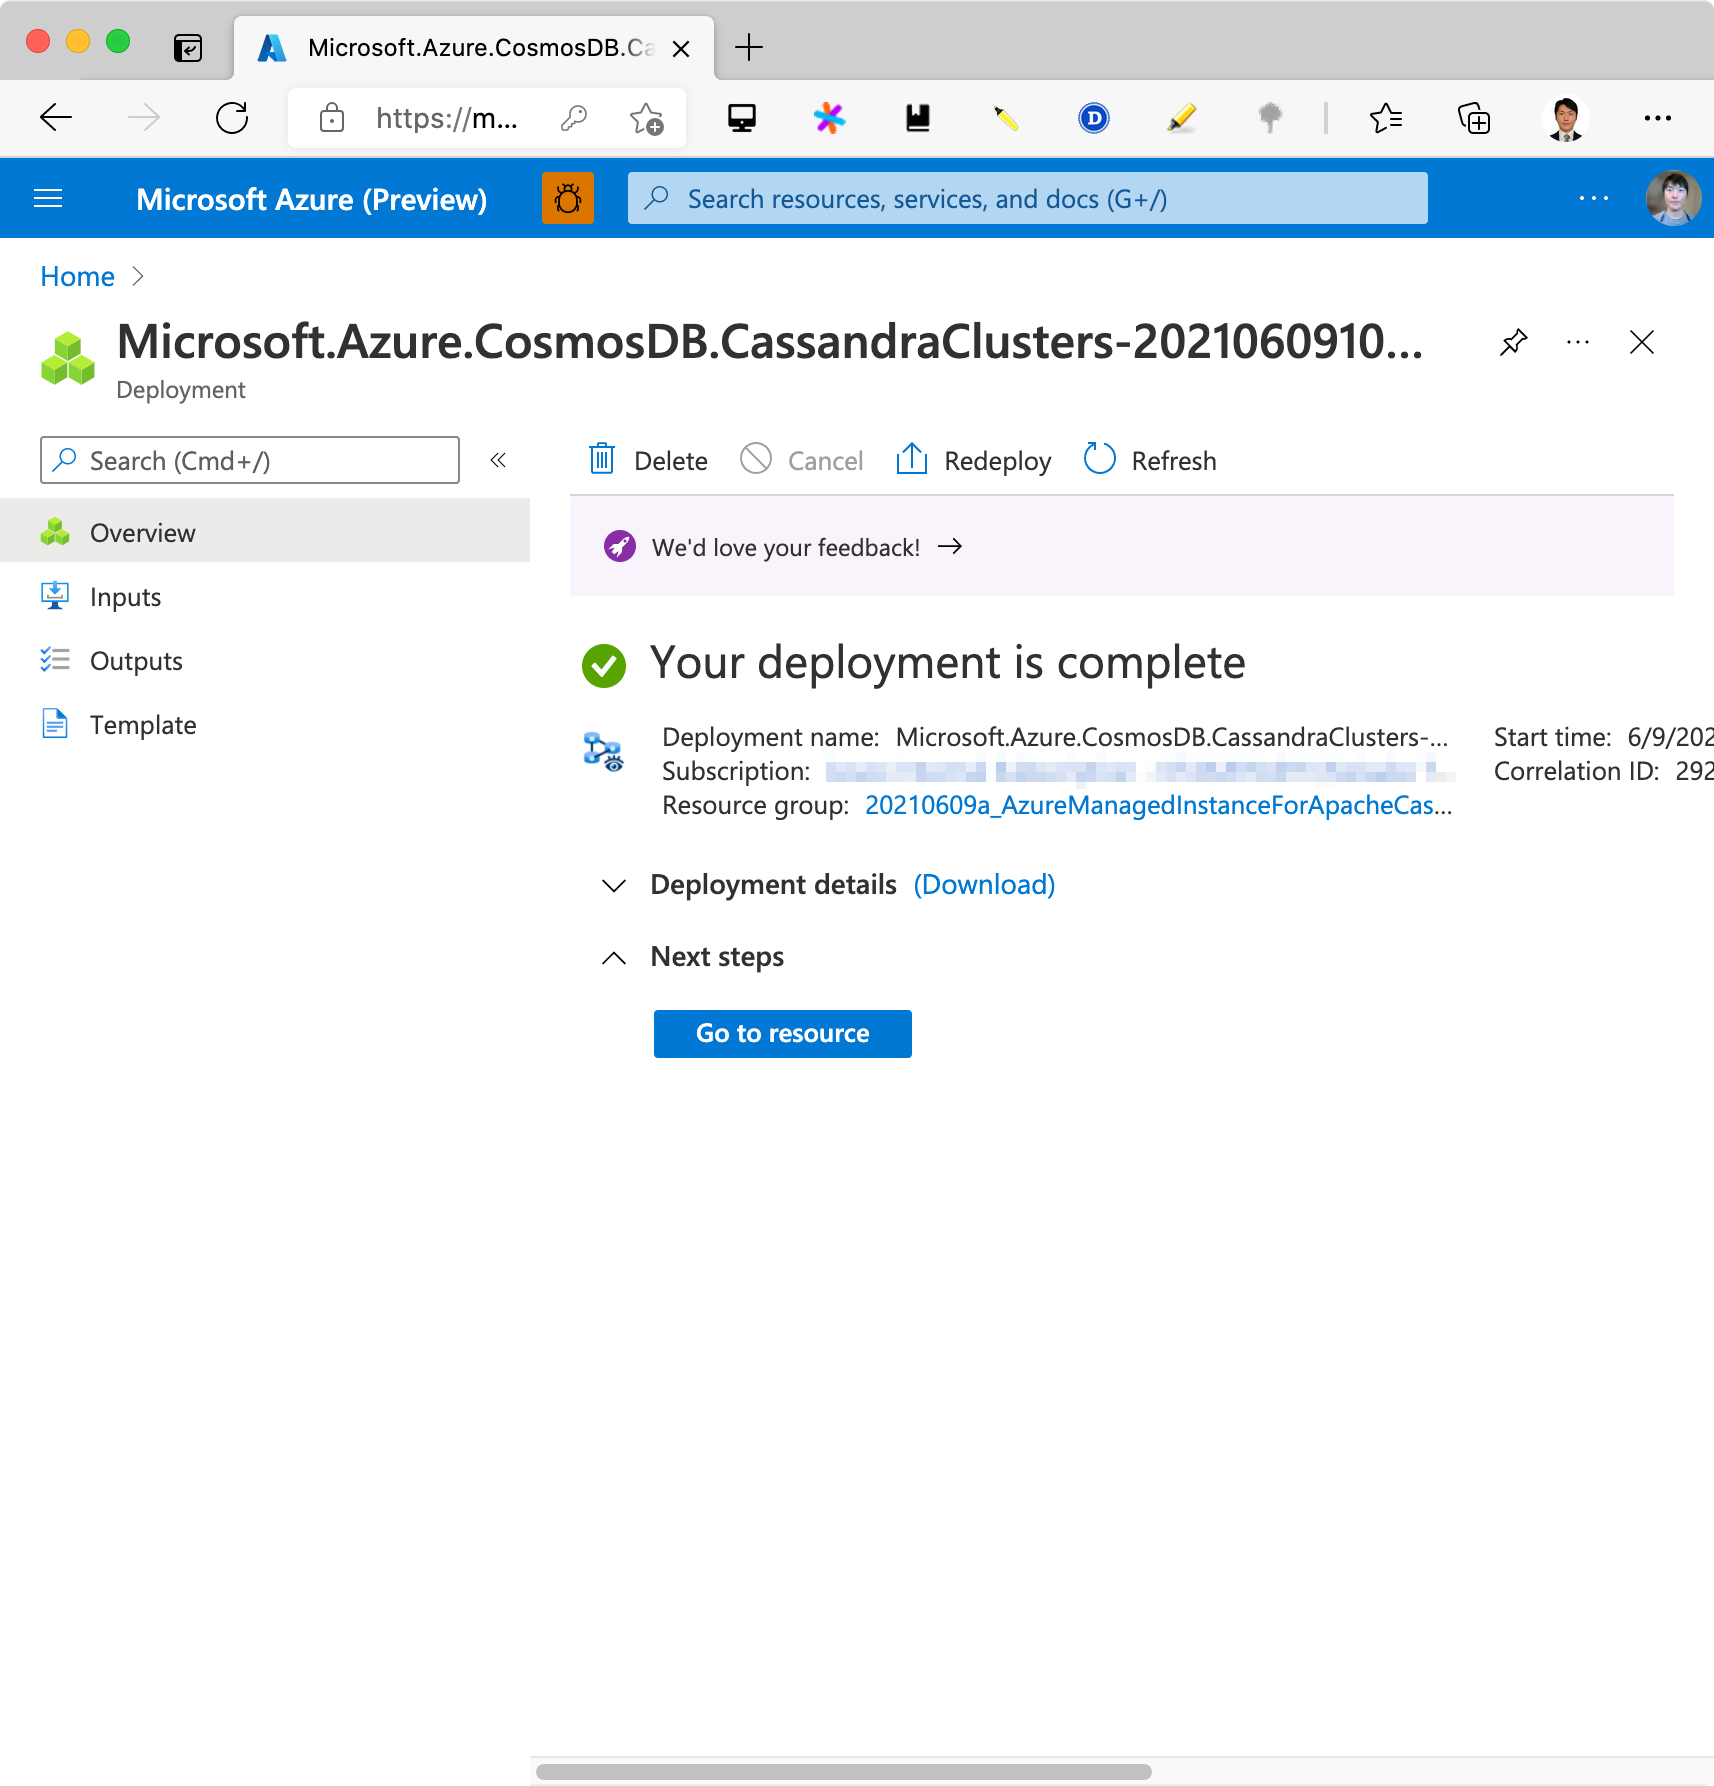 Microsoft.Azure.CosmosDB.Ca
https://m...
D
Microsoft Azure (Preview)
Search resources, services, and docs (G+/)
Home
Microsoft.Azure.CosmosDB.CassandraClusters-2021060910...
Deployment
Search (Cmd+/)
Delete
Cancel
Redeploy
Refresh
Overview
Inputs
Outputs
Template
We'd love your feedback!
Your deployment is complete
Deployment name: Microsoft.Azure.CosmosDB.CassandraClusters-...
Start time: 6/9/202
Subscription:
Correlation ID: 292
Resource group: 20210609a_AzureManagedInstanceForApacheCas...
Deployment details (Download)
Next steps
Go to resource